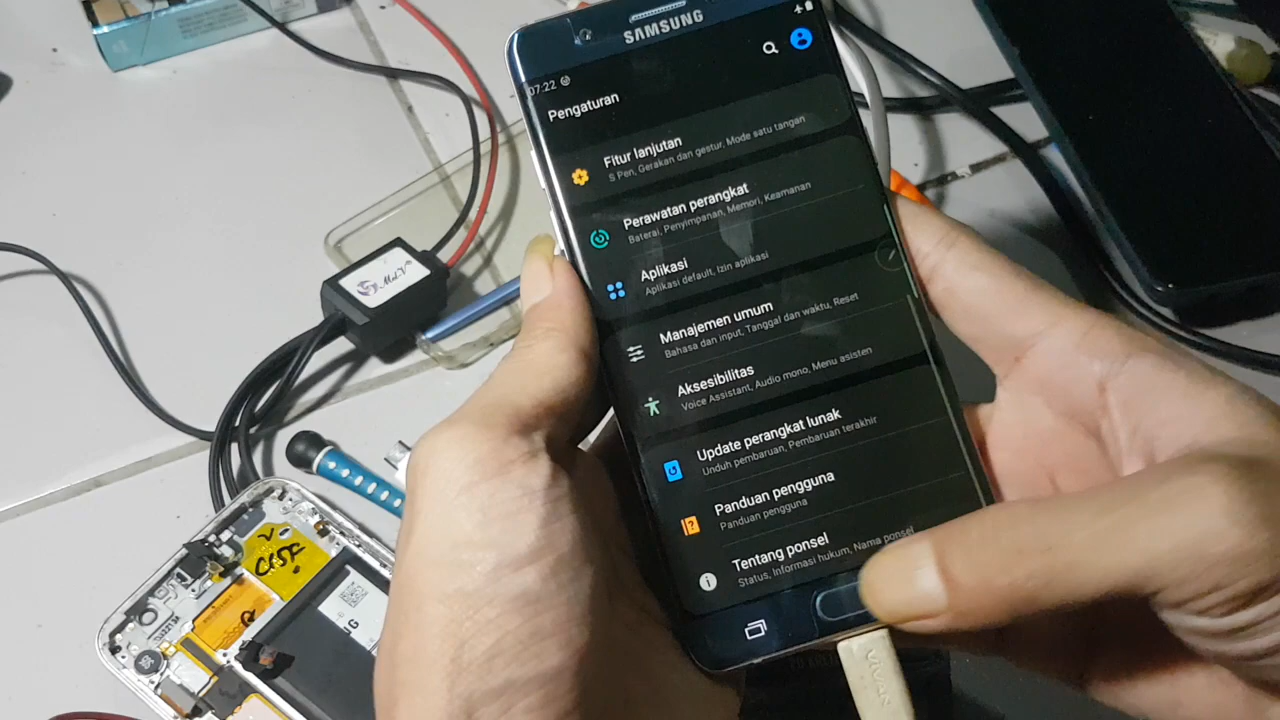 SAMSUNG
07.22
Pengaturan
Fitur lanjutan
S Pen, Gerakan dan gestur, Mode satu tangan
Perawatan perangkat
Baterai, Penyimpanan, Memori, Keamanan
Aplikasi
Aplikasi default, Izin aplikasi
Manajemen umum
Bahasa dan input, Tanggal dan waktu, Reset
Aksesibilitas
Voice Assistant, Audio mono, Menu asisten
Update perangkat lunak
Unduh pembaruan, Pembaruan terakhir
Panduan pengguna
Panduan pengguna
Tentang ponsel
Status, Informasi hukum, Nama ponsel
VIVAN